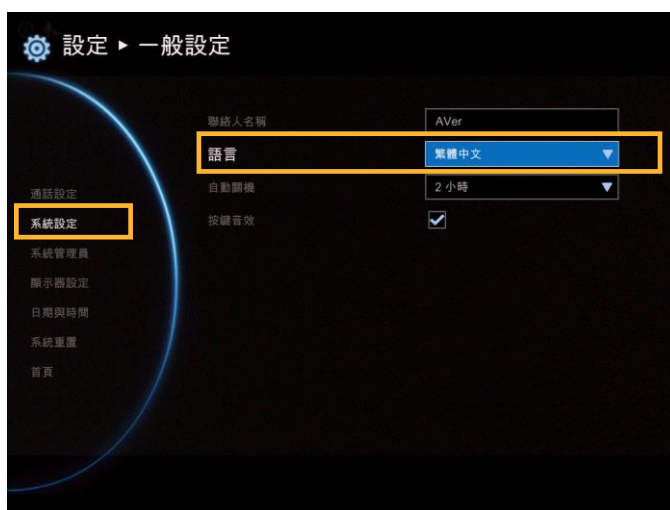 設定 ▸ 一般設定
聯絡人名稱 AVer
語言 繁體中文
自動關機 2 小時
按鍵音效
通話設定
系統設定
系統管理員
顯示器設定
日期與時間
系統重置
首頁